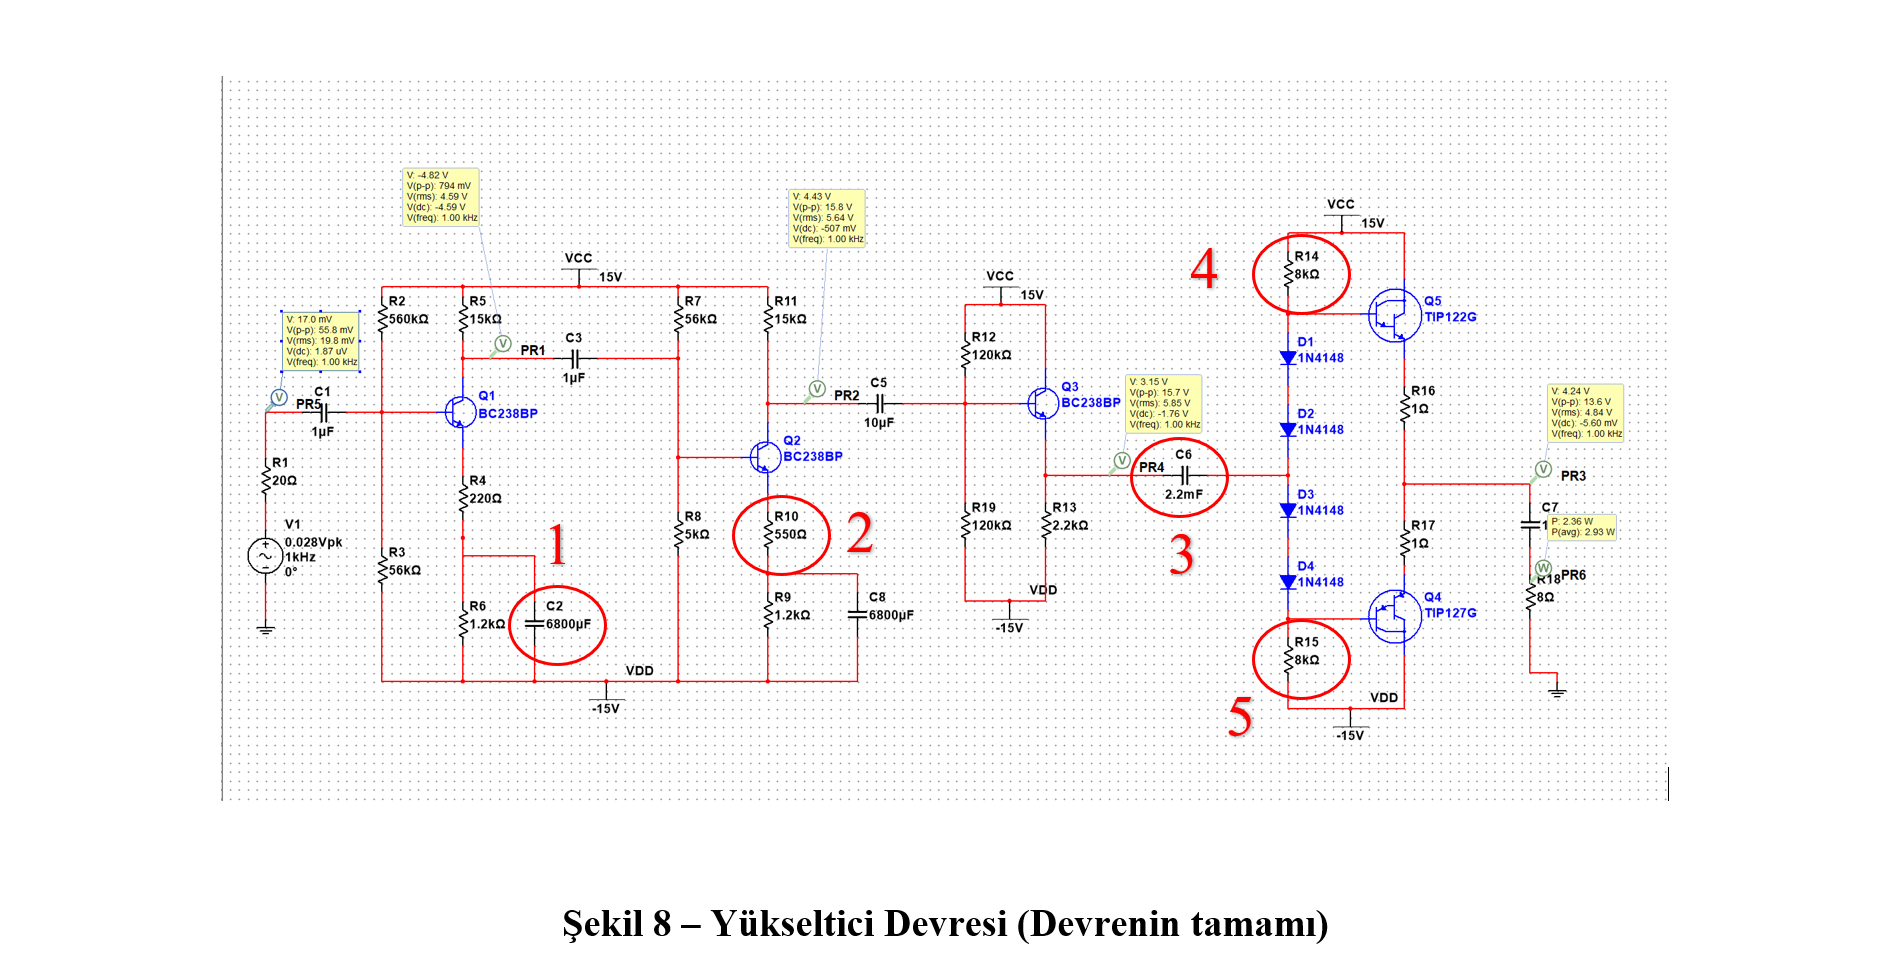 V: -4.82 V
V(p-p): 794 mV
V(rms): 4.59 V
V(dc): -4.59 V
V(freq): 1.00 kHz
V: 4.43 V
V(p-p): 15.8 V
V(rms): 5.64 V
V(dc): -507 mV
V(freq): 1.00 kHz
VCC
15V
VCC
15V
VCC
15V
4
R14
8kΩ
R2
560kΩ
R5
15kΩ
R7
56kΩ
R11
15kΩ
Q5
TIP122G
V: 17.0 mV
V(p-p): 55.8 mV
V(rms): 19.8 mV
V(dc): 1.87 uV
V(freq): 1.00 kHz
V
PR1
C3
1µF
R12
120kΩ
D1
1N4148
V
PR5
C1
1µF
Q1
BC238BP
V
PR2
C5
10µF
Q3
BC238BP
V: 3.15 V
V(p-p): 15.7 V
V(rms): 5.85 V
V(dc): -1.76 V
V(freq): 1.00 kHz
D2
1N4148
R16
1Ω
V: 4.24 V
V(p-p): 13.6 V
V(rms): 4.84 V
V(dc): -5.60 mV
V(freq): 1.00 kHz
Q2
BC238BP
V
PR4
C6
2.2mF
V
PR3
R1
20Ω
R4
220Ω
D3
1N4148
R8
5kΩ
R10
550Ω
2
R19
120kΩ
R13
2.2kΩ
R17
1Ω
C7
1
P: 2.36 W
P(avg): 2.93 W
V1
0.028Vpk
1kHz
0°
R3
56kΩ
1
3
D4
1N4148
W
R18
PR6
8Ω
R6
1.2kΩ
C2
6800µF
R9
1.2kΩ
C8
6800µF
VDD
-15V
Q4
TIP127G
R15
8kΩ
VDD
-15V
5
VDD
-15V
Şekil 8 – Yükseltici Devresi (Devrenin tamamı)